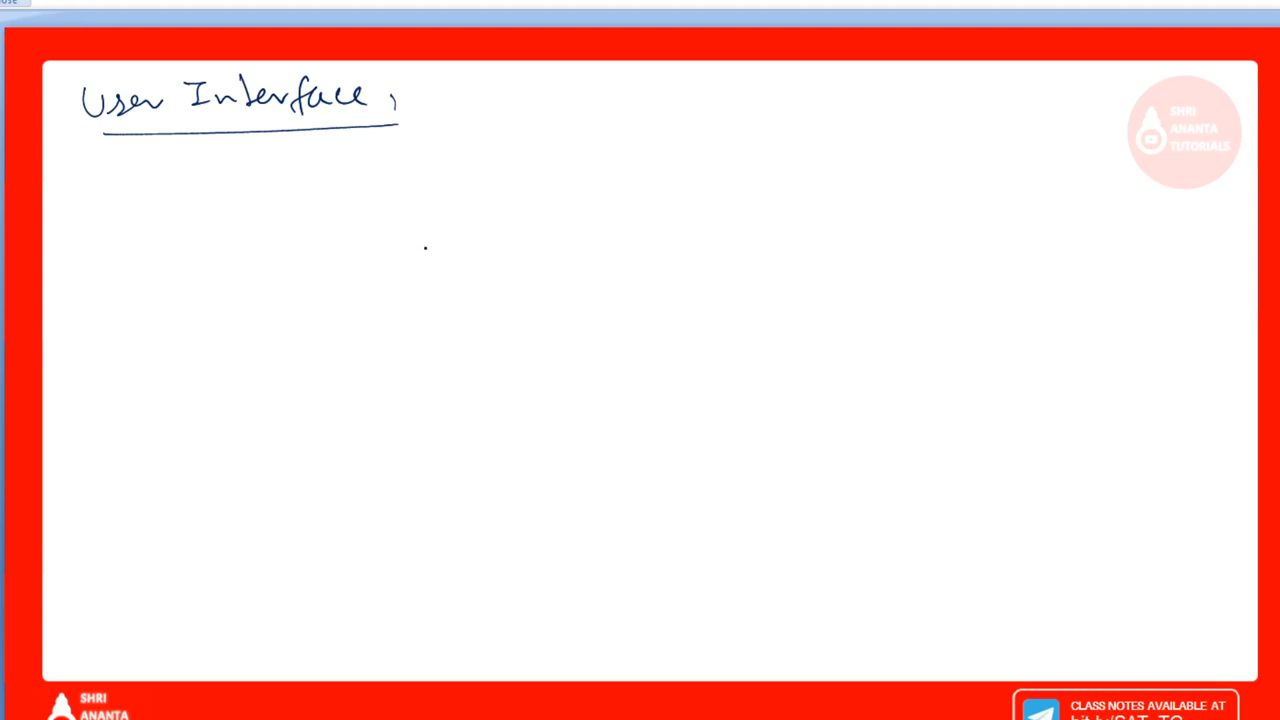 User Interface,
SHRI
ANANTA
TUTORIALS
SHRI
ANANTA
CLASS NOTES AVAILABLE AT